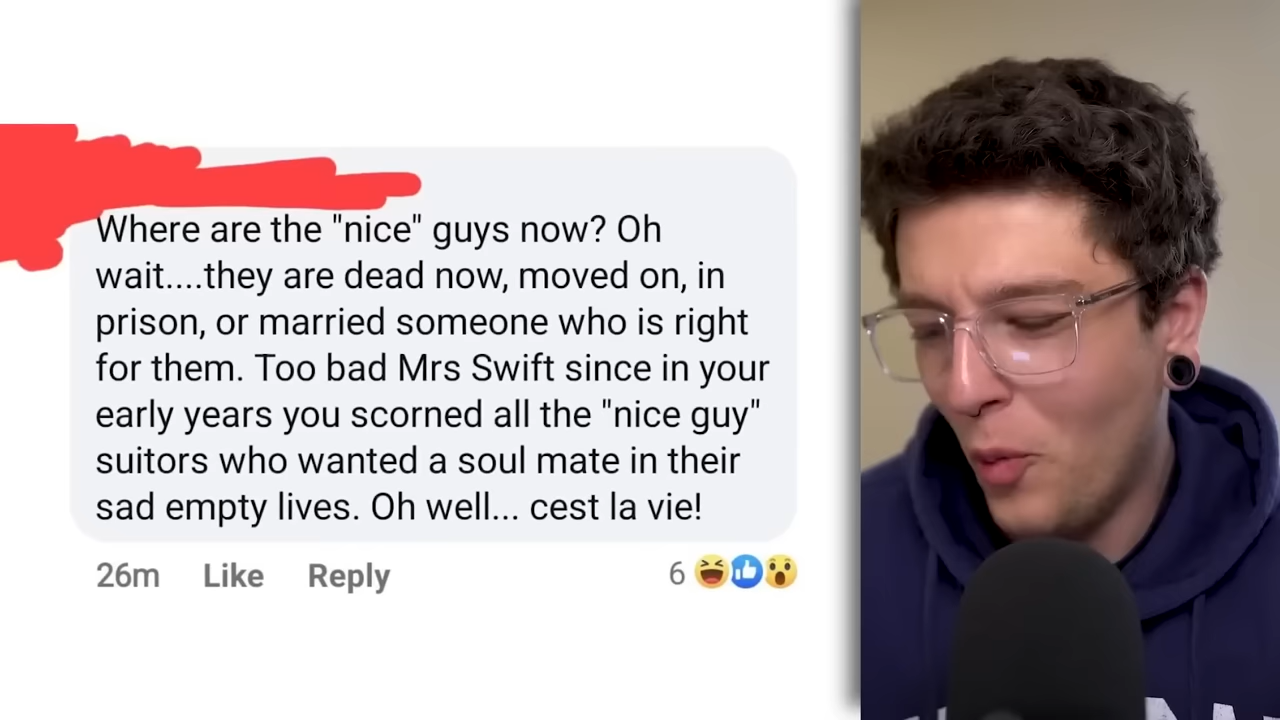 Where are the "nice" guys now? Oh
wait....they are dead now, moved on, in
prison, or married someone who is right
for them. Too bad Mrs Swift since in your
early years you scorned all the "nice guy"
suitors who wanted a soul mate in their
sad empty lives. Oh well... cest la vie!
26m Like Reply 6